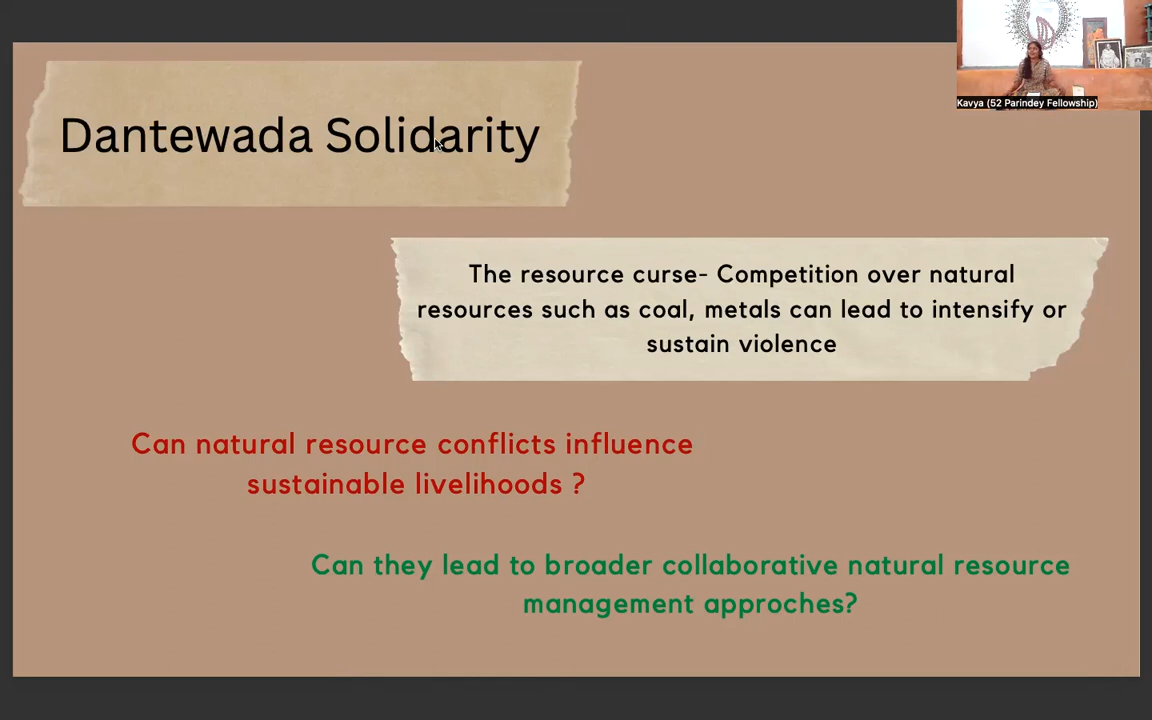 Kavya (52 Parindey Fellowship)
Dantewada Solidarity
The resource curse- Competition over natural
resources such as coal, metals can lead to intensify or
sustain violence
Can natural resource conflicts influence
sustainable livelihoods ?
Can they lead to broader collaborative natural resource
management approches?